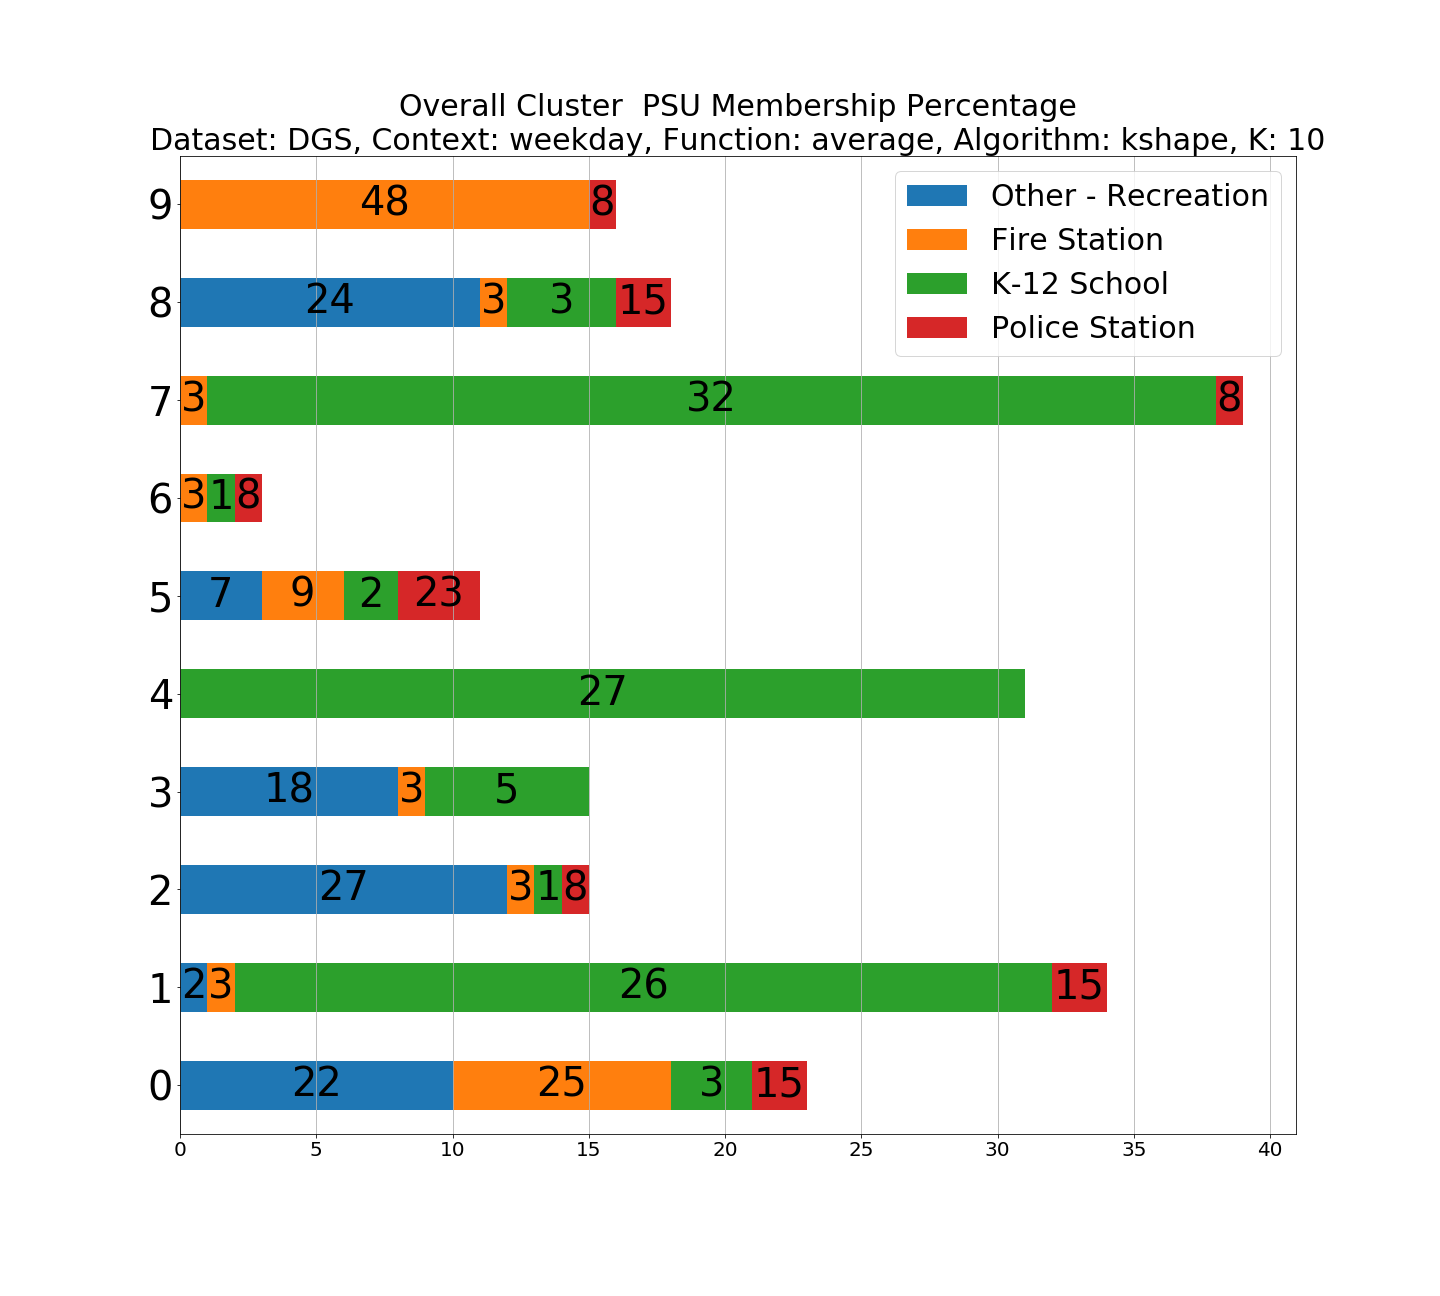 Overall Cluster  PSU Membership Percentage
Dataset: DGS, Context: weekday, Function: average, Algorithm: kshape, K: 10
Other - Recreation
Fire Station
K-12 School
Police Station
9 48 8
8 24 3 3 15
7 3 32 8
6 3 1 8
5 7 9 2 23
4 27
3 18 3 5
2 27 3 1 8
1 2 3 26 15
0 22 25 3 15
0 5 10 15 20 25 30 35 40